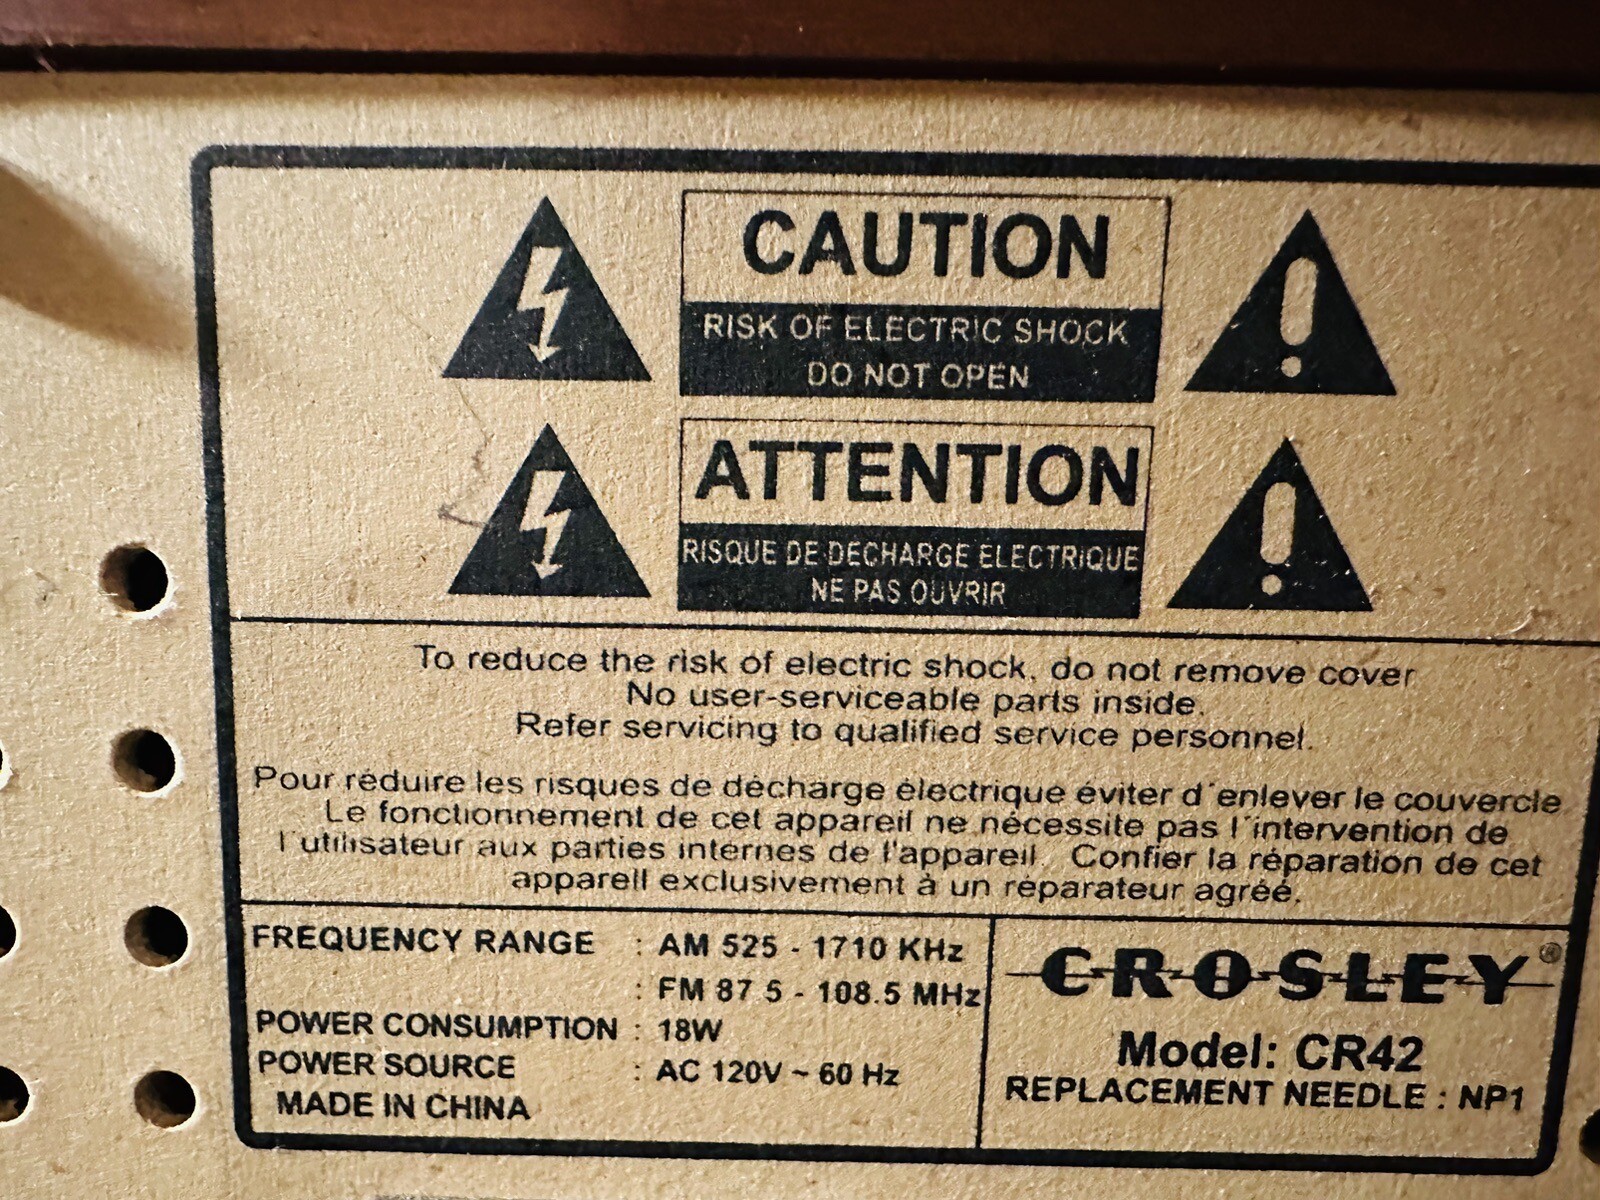 CAUTION
RISK OF ELECTRIC SHOCK
DO NOT OPEN
ATTENTION
RISQUE DE DÉCHARGE ELECTRIQUE
NE PAS OUVRIR
To reduce the risk of electric shock, do not remove cover
No user-serviceable parts inside.
Refer servicing to qualified service personnel.
Pour réduire les risques de décharge électrique éviter d'enlever le couvercle
Le fonctionnement de cet appareil ne nécessite pas l'intervention de
l'utilisateur aux parties internes de l'appareil. Confier la réparation de cet
appareil exclusivement à un réparateur agréé.
FREQUENCY RANGE : AM 525 - 1710 KHz
: FM 87 5 - 108.5 MHz
POWER CONSUMPTION : 18W
POWER SOURCE : AC 120V ~ 60 Hz
MADE IN CHINA
CROSLEY®
Model: CR42
REPLACEMENT NEEDLE : NP1